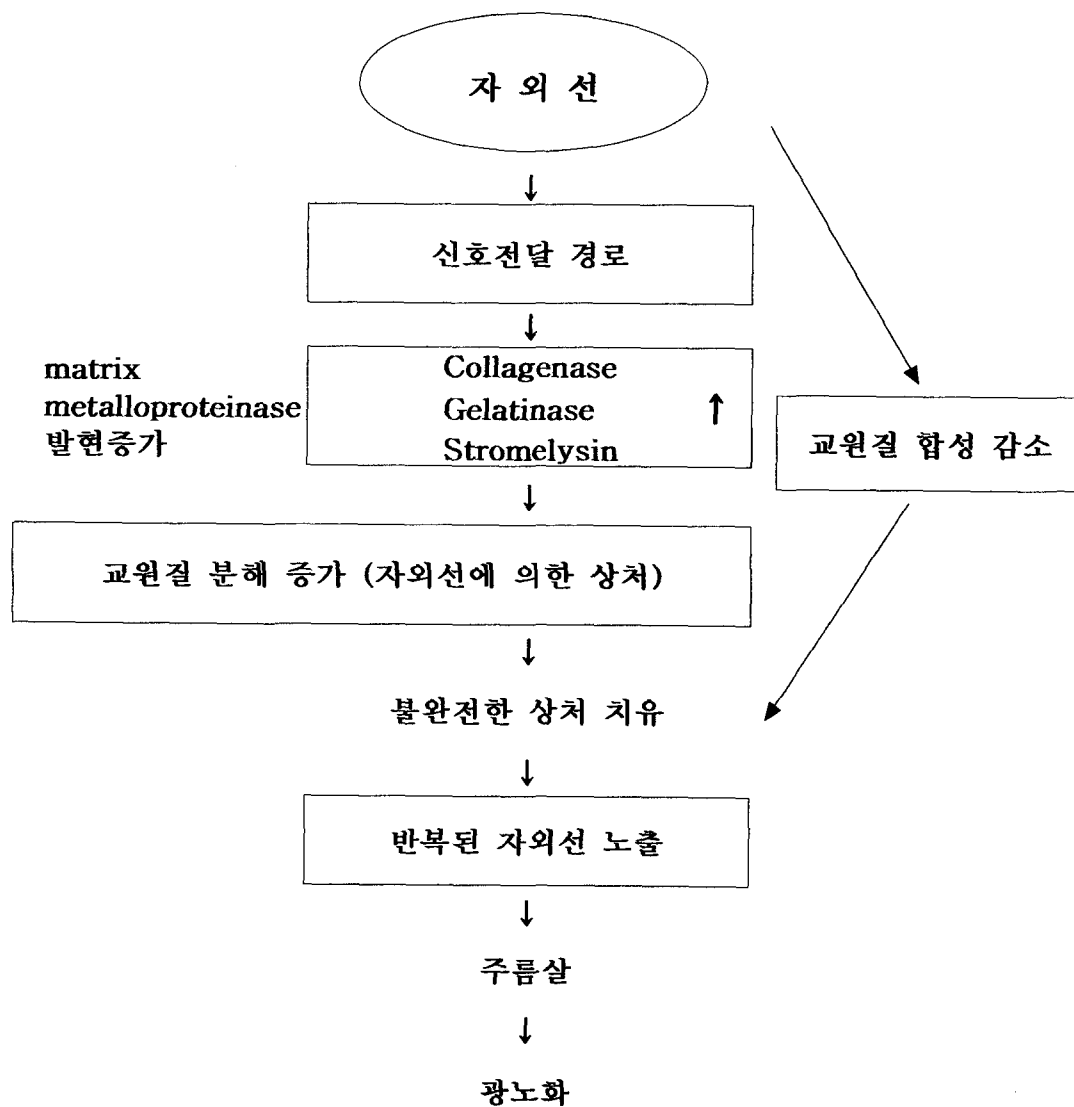 자 외 선
↓
신호전달 경로
↓
matrix
metalloproteinase
발현증가
Collagenase
Gelatinase ↑
Stromelysin
교원질 합성 감소
↓
교원질 분해 증가 (자외선에 의한 상처)
↓
불완전한 상처 치유
↓
반복된 자외선 노출
↓
주름살
↓
광노화